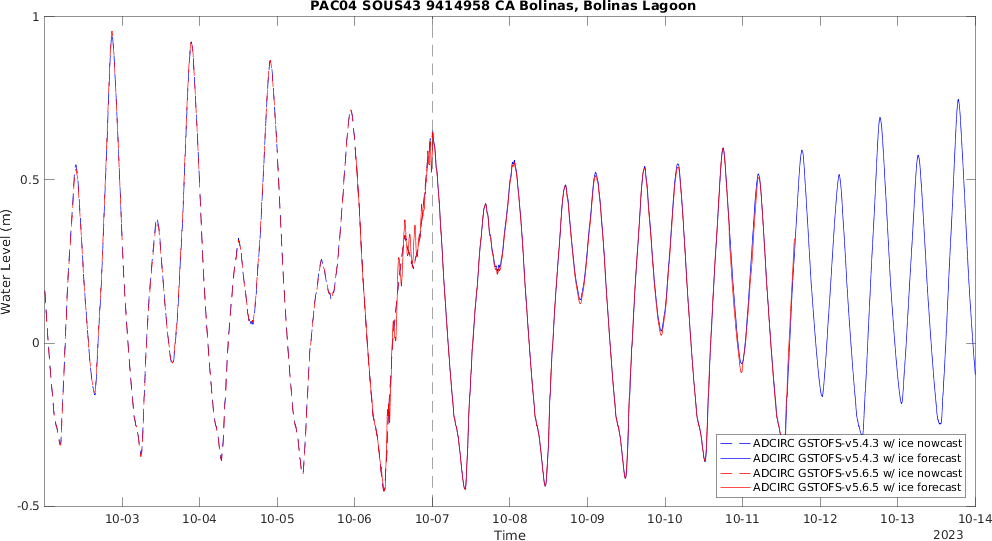 PAC04 SOUS43 9414958 CA Bolinas, Bolinas Lagoon
1
0.5
0
-0.5
Water Level (m)
10-03 10-04 10-05 10-06 10-07 10-08 10-09 10-10 10-11 10-12 10-13 10-14
Time
2023
ADCIRC GSTOFS-v5.4.3 w/ ice nowcast
ADCIRC GSTOFS-v5.4.3 w/ ice forecast
ADCIRC GSTOFS-v5.6.5 w/ ice nowcast
ADCIRC GSTOFS-v5.6.5 w/ ice forecast